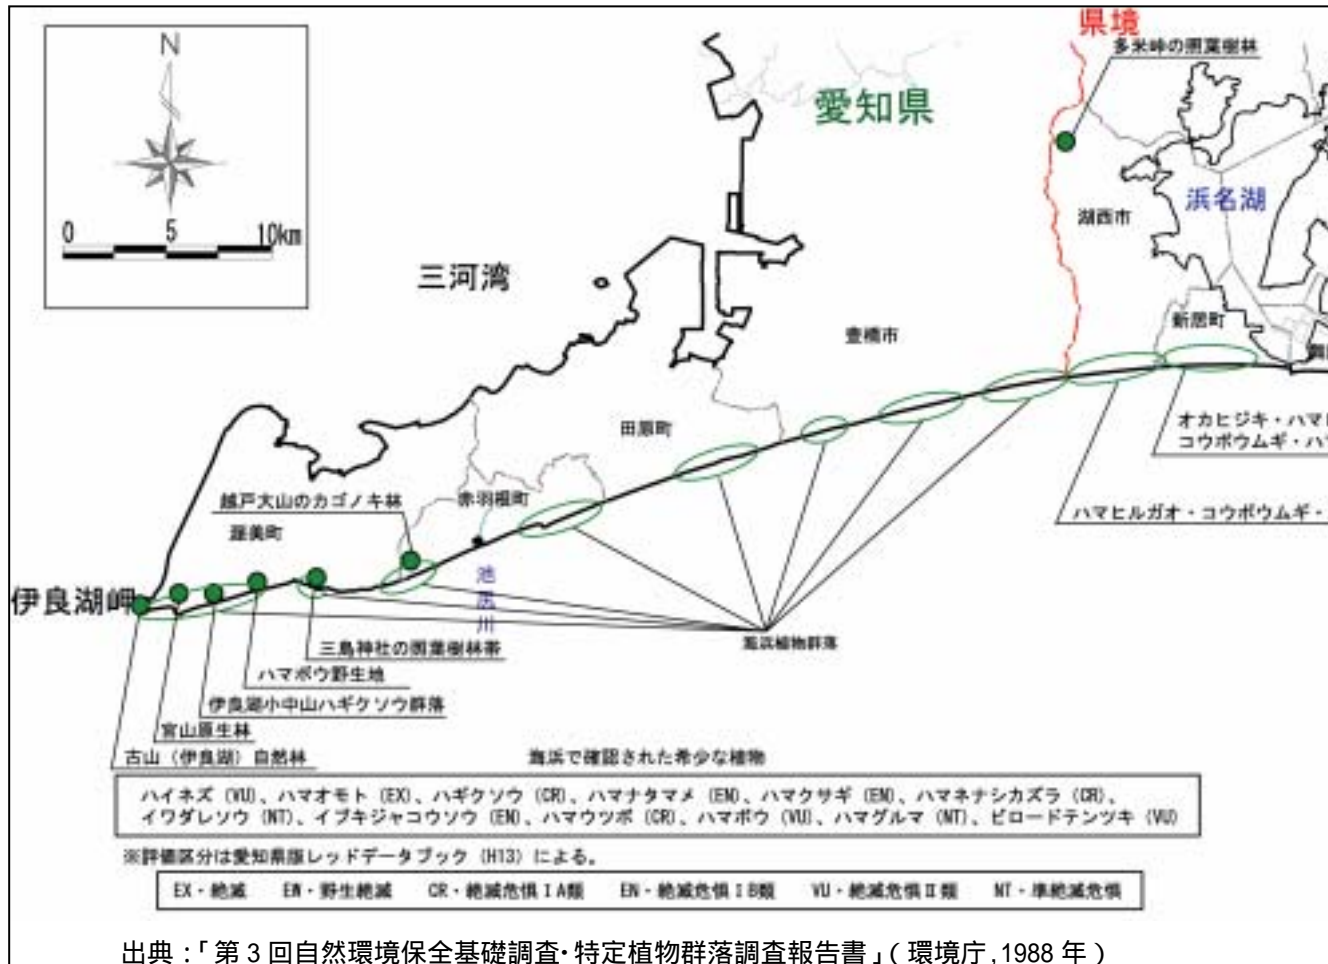 県境
多米峠の照葉樹林
N
愛知県
0 5 10km
浜名湖
湖西市
三河湾
新居町
豊橋市
オカヒジキ・ハマヒ
コウボウムギ・ハマ
田原町
越戸大山のカゴノキ林
赤羽根町
ハマヒルガオ・コウボウムギ・
渥美町
池尻川
伊良湖岬
海浜植物群落
三島神社の照葉樹林帯
ハマボウ野生地
伊良湖小中山ハギクソウ群落
宮山原生林
古山（伊良湖）自然林
海浜で確認された希少な植物
ハイネズ (VU)、ハマオモト (EX)、ハギクソウ (CR)、ハマナタマメ (EN)、ハマクサギ (EN)、ハマネナシカズラ (CR)、
イワダレソウ (NT)、イブキジャコウソウ (EN)、ハマウツボ (CR)、ハマボウ (VU)、ハマグルマ (NT)、ビロードテンツキ (VU)
※評価区分は愛知県版レッドデータブック (H13) による。
EX・絶滅 EW・野生絶滅 CR・絶滅危惧ⅠA類 EN・絶滅危惧ⅠB類 VU・絶滅危惧Ⅱ類 NT・準絶滅危惧
出典：「第3回自然環境保全基礎調査・特定植物群落調査報告書」（環境庁,1988年）